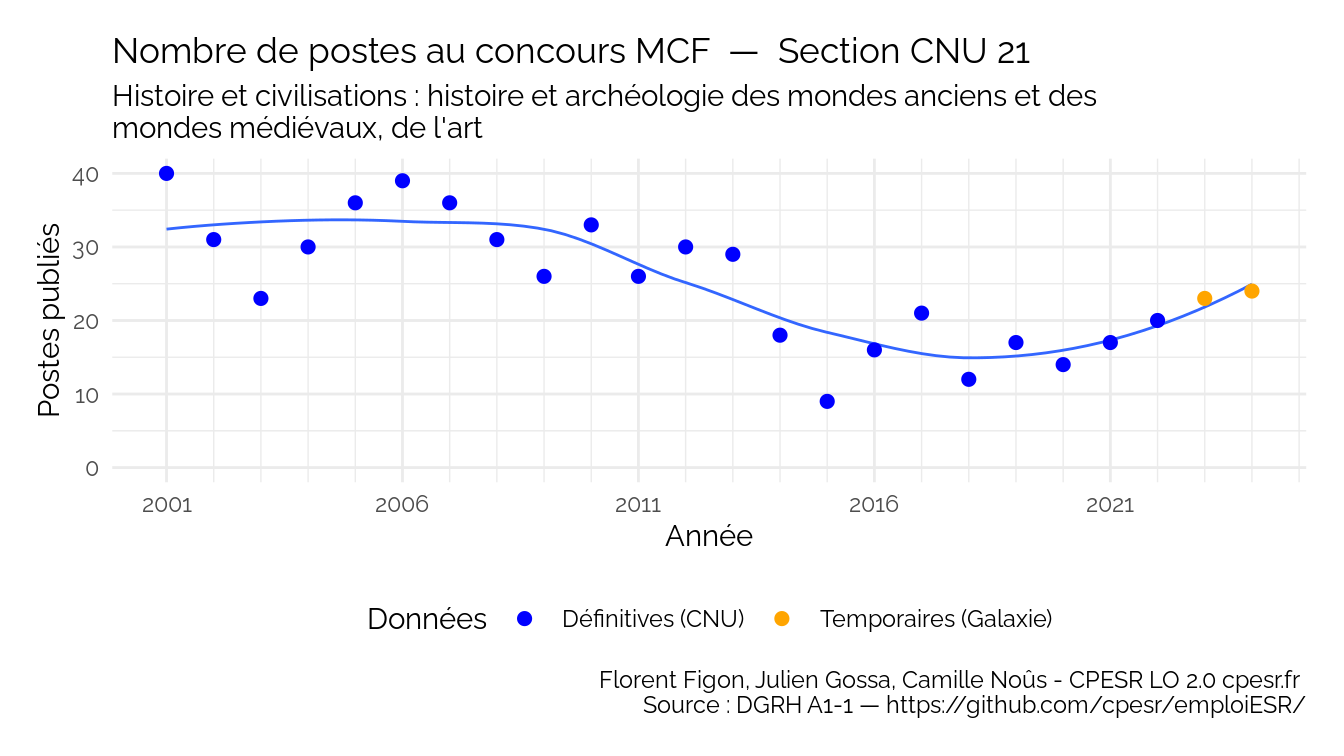 Nombre de postes au concours MCF — Section CNU 21
Histoire et civilisations : histoire et archéologie des mondes anciens et des
mondes médiévaux, de l'art
Postes publiés
40
30
20
10
0
2001 2006 2011 2016 2021
Année
Données Définitives (CNU) Temporaires (Galaxie)
Florent Figon, Julien Gossa, Camille Noûs - CPESR LO 2.0 cpesr.fr
Source : DGRH A1-1 — https://github.com/cpesr/emploiESR/